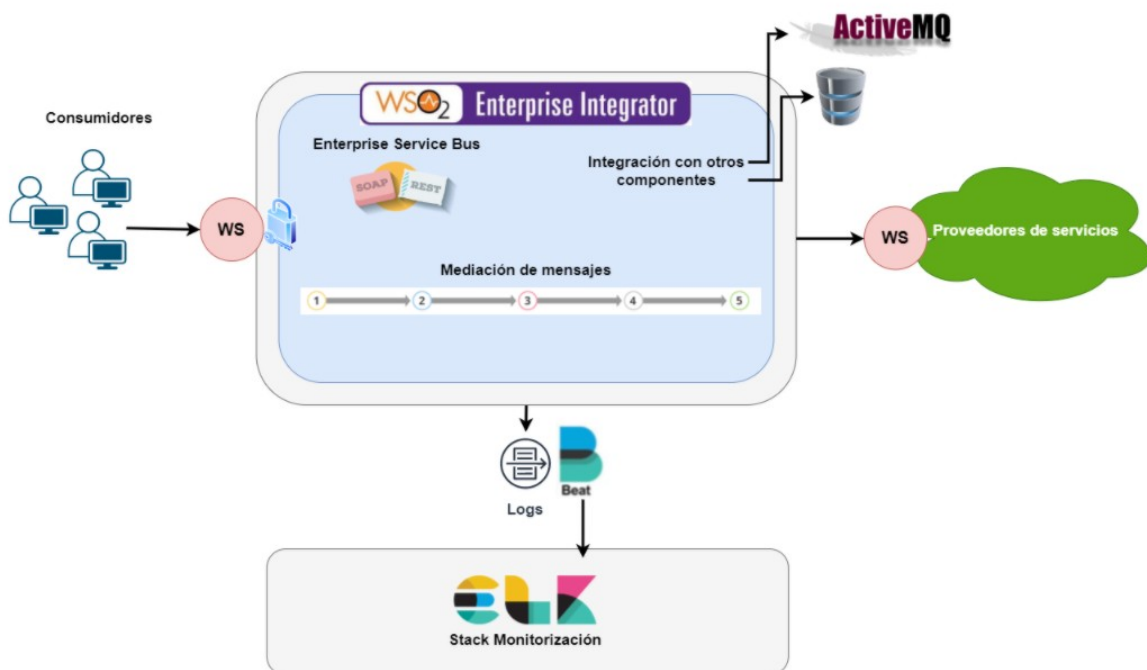 ActiveMQ
WSO2 Enterprise Integrator
Consumidores
Enterprise Service Bus
SOAP
REST
Integración con otros
componentes
WS
WS
Proveedores de servicios
Mediación de mensajes
1 2 3 4 5
Beat
Logs
ELK
Stack Monitorización